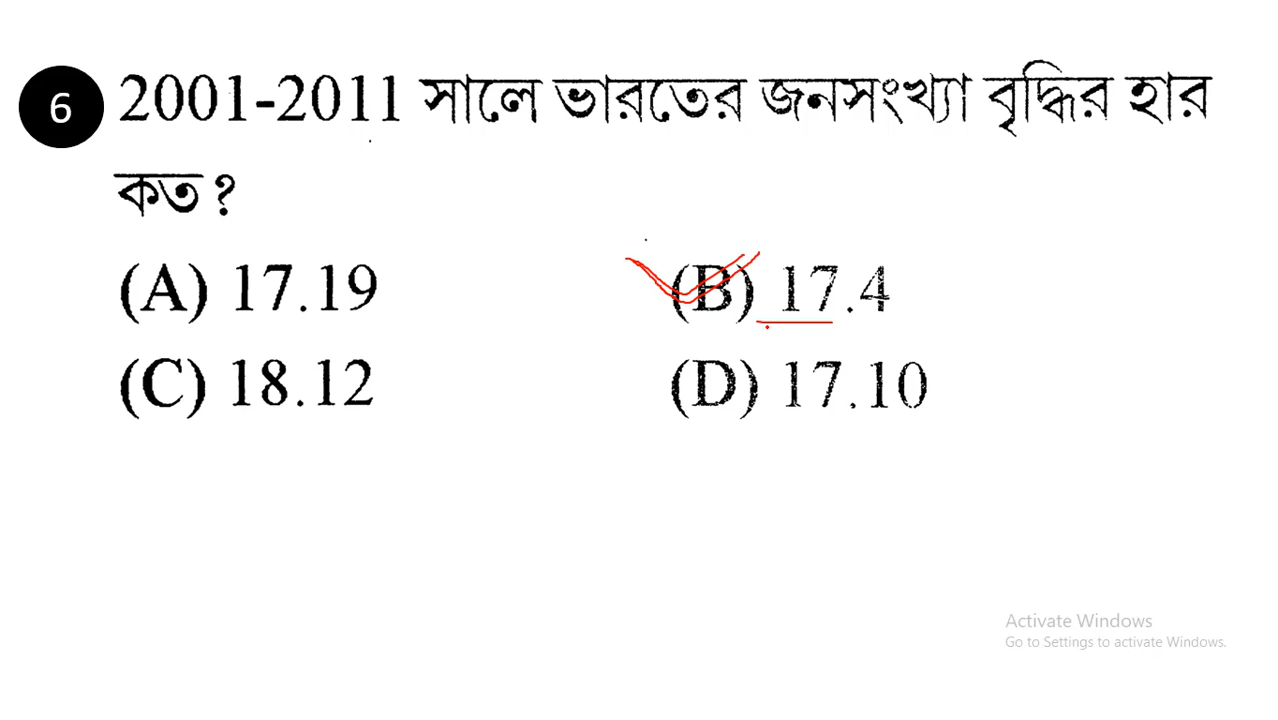 6 2001-2011 সালে ভারতের জনসংখ্যা বৃদ্ধির হার
কত?
(A) 17.19 (B) 17.4
(C) 18.12 (D) 17.10
Activate Windows
Go to Settings to activate Windows.